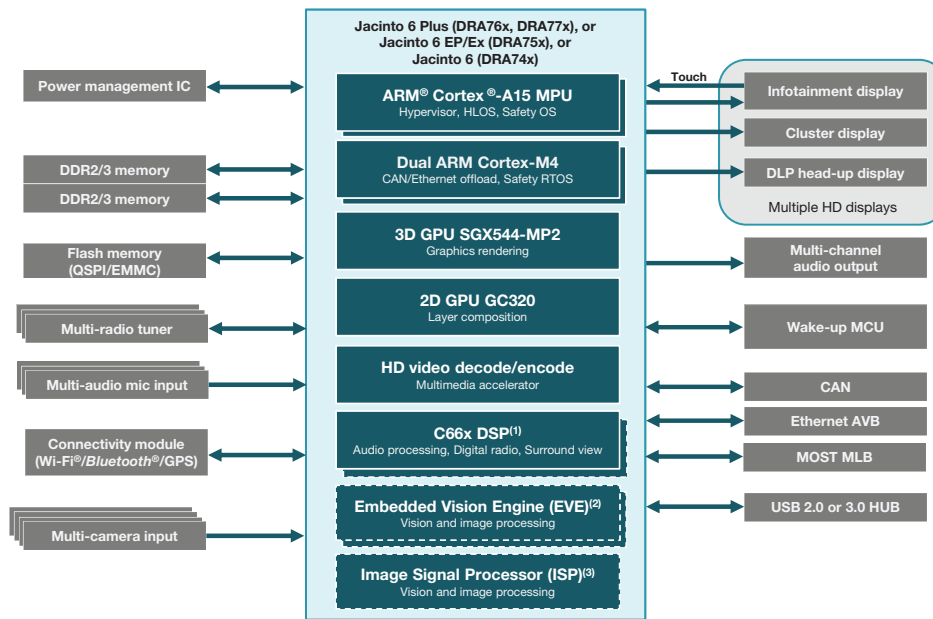 Jacinto 6 Plus (DRA76x, DRA77x), or
Jacinto 6 EP/Ex (DRA75x), or
Jacinto 6 (DRA74x)
Power management IC
DDR2/3 memory
DDR2/3 memory
Flash memory
(QSPI/EMMC)
Multi-radio tuner
Multi-audio mic input
Connectivity module
(Wi-Fi®/Bluetooth®/GPS)
Multi-camera input
ARM® Cortex®-A15 MPU
Hypervisor, HLOS, Safety OS
Dual ARM Cortex-M4
CAN/Ethernet offload, Safety RTOS
3D GPU SGX544-MP2
Graphics rendering
2D GPU GC320
Layer composition
HD video decode/encode
Multimedia accelerator
C66x DSP(1)
Audio processing, Digital radio, Surround view
Embedded Vision Engine (EVE)(2)
Vision and image processing
Image Signal Processor (ISP)(3)
Vision and image processing
Touch
Infotainment display
Cluster display
DLP head-up display
Multiple HD displays
Multi-channel
audio output
Wake-up MCU
CAN
Ethernet AVB
MOST MLB
USB 2.0 or 3.0 HUB